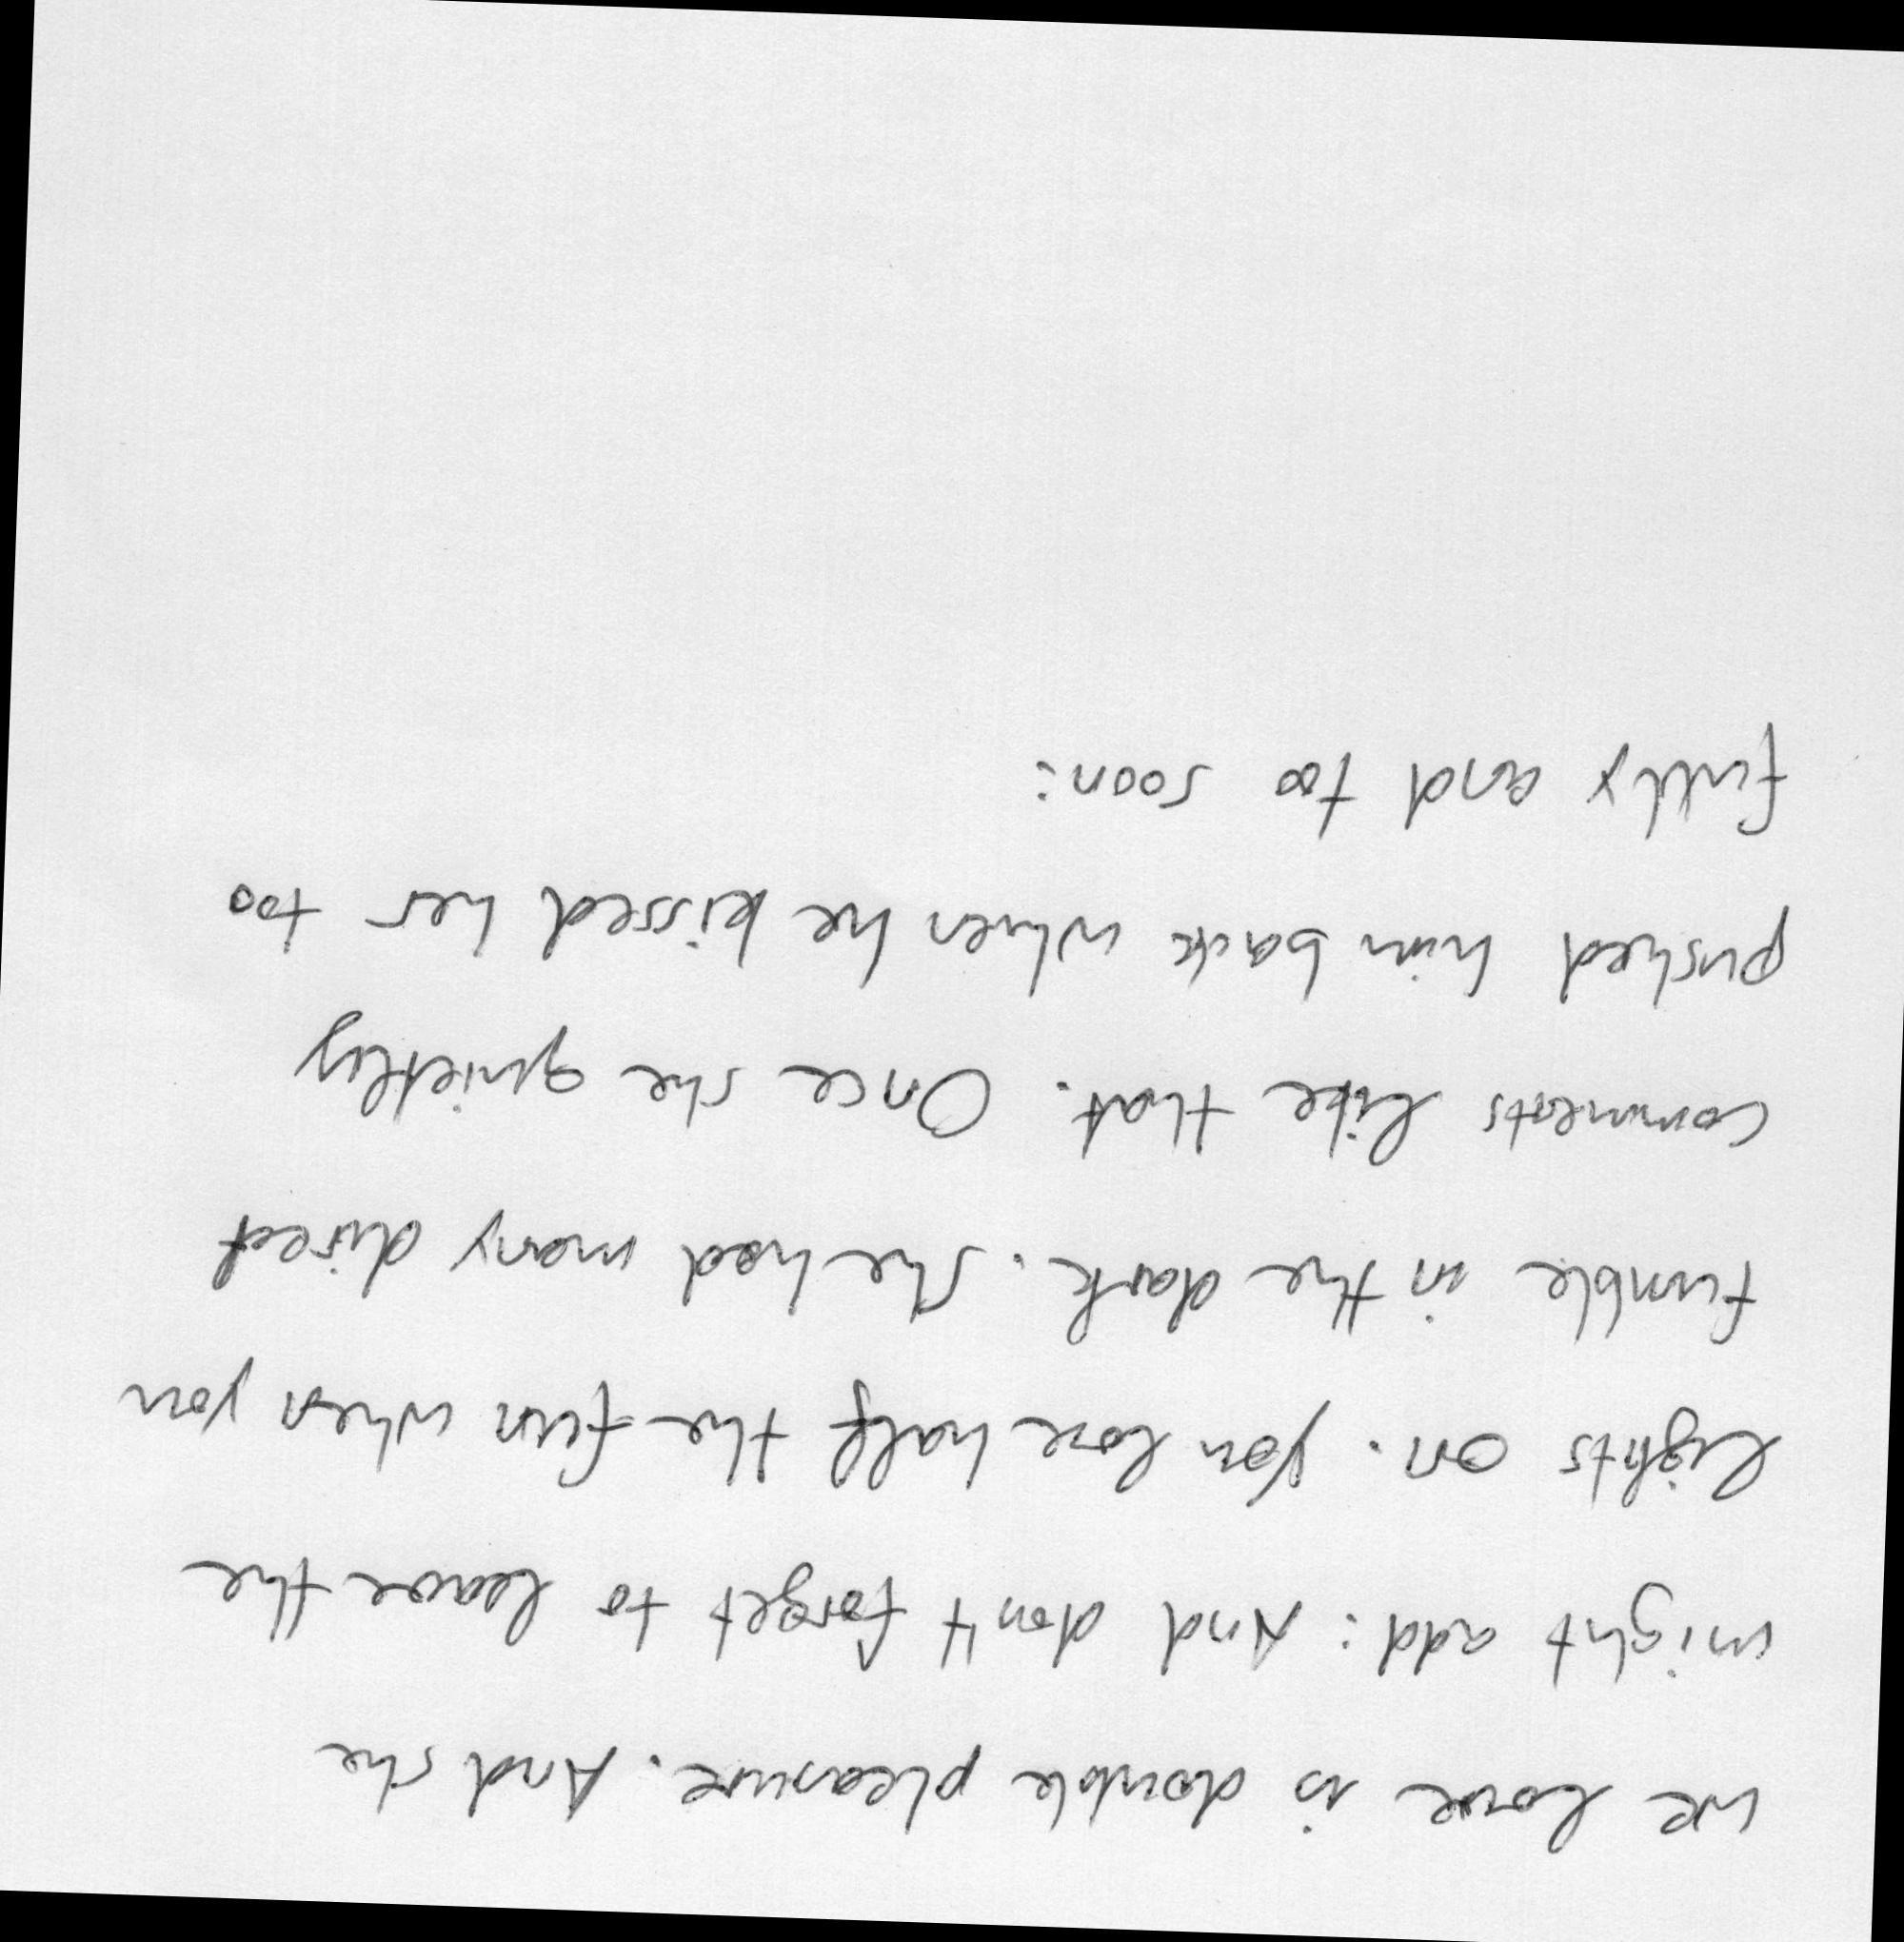 we love is double pleasure. And she
might add: And don't forget to leave the
lights on. You lose half the fun when you
fumble in the dark. She had many direct
comments like that. Once she quietly
pushed him back when he kissed her too
fully and too soon: